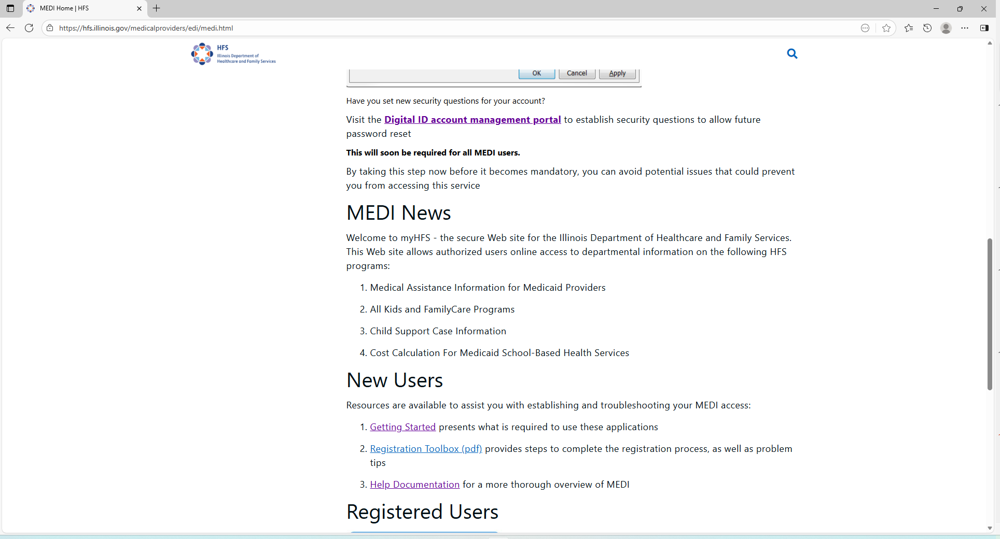 MEDI Home | HFS
https://hfs.illinois.gov/medicalproviders/edi/medi.html
HFS
Illinois Department of
Healthcare and Family Services
OK Cancel Apply
Have you set new security questions for your account?
Visit the Digital ID account management portal to establish security questions to allow future
password reset
This will soon be required for all MEDI users.
By taking this step now before it becomes mandatory, you can avoid potential issues that could prevent
you from accessing this service
MEDI News
Welcome to myHFS - the secure Web site for the Illinois Department of Healthcare and Family Services.
This Web site allows authorized users online access to departmental information on the following HFS
programs:
1. Medical Assistance Information for Medicaid Providers
2. All Kids and FamilyCare Programs
3. Child Support Case Information
4. Cost Calculation For Medicaid School-Based Health Services
New Users
Resources are available to assist you with establishing and troubleshooting your MEDI access:
1. Getting Started presents what is required to use these applications
2. Registration Toolbox (pdf) provides steps to complete the registration process, as well as problem
tips
3. Help Documentation for a more thorough overview of MEDI
Registered Users